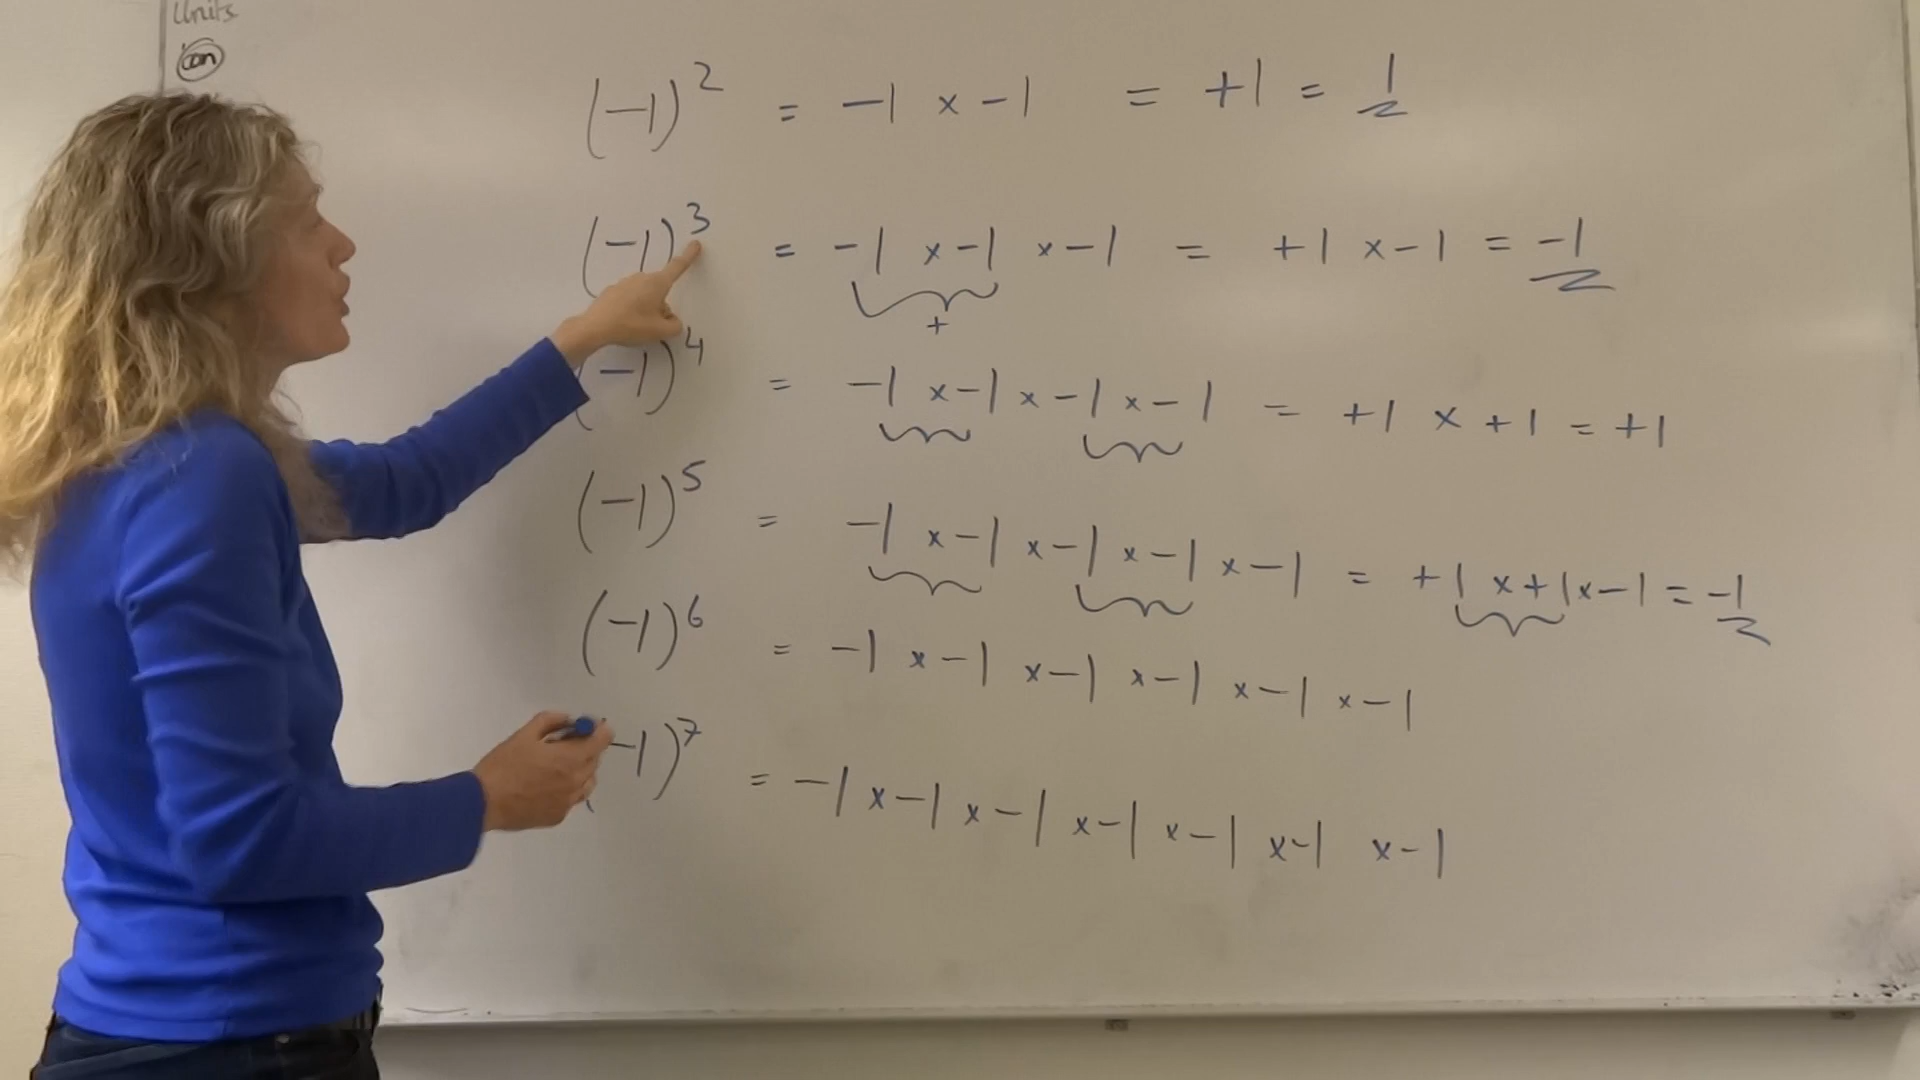 Units
can
(-1)² = -1 x -1 = +1 = 1
(-1)³ = -1 x -1 x -1 = +1 x -1 = -1
+
(-1)⁴ = -1 x -1 x -1 x -1 = +1 x +1 = +1
(-1)⁵ = -1 x -1 x -1 x -1 x -1 = +1 x +1 x -1 = -1
(-1)⁶ = -1 x -1 x -1 x -1 x -1 x -1
(-1)⁷ = -1 x -1 x -1 x -1 x -1 x -1 x -1